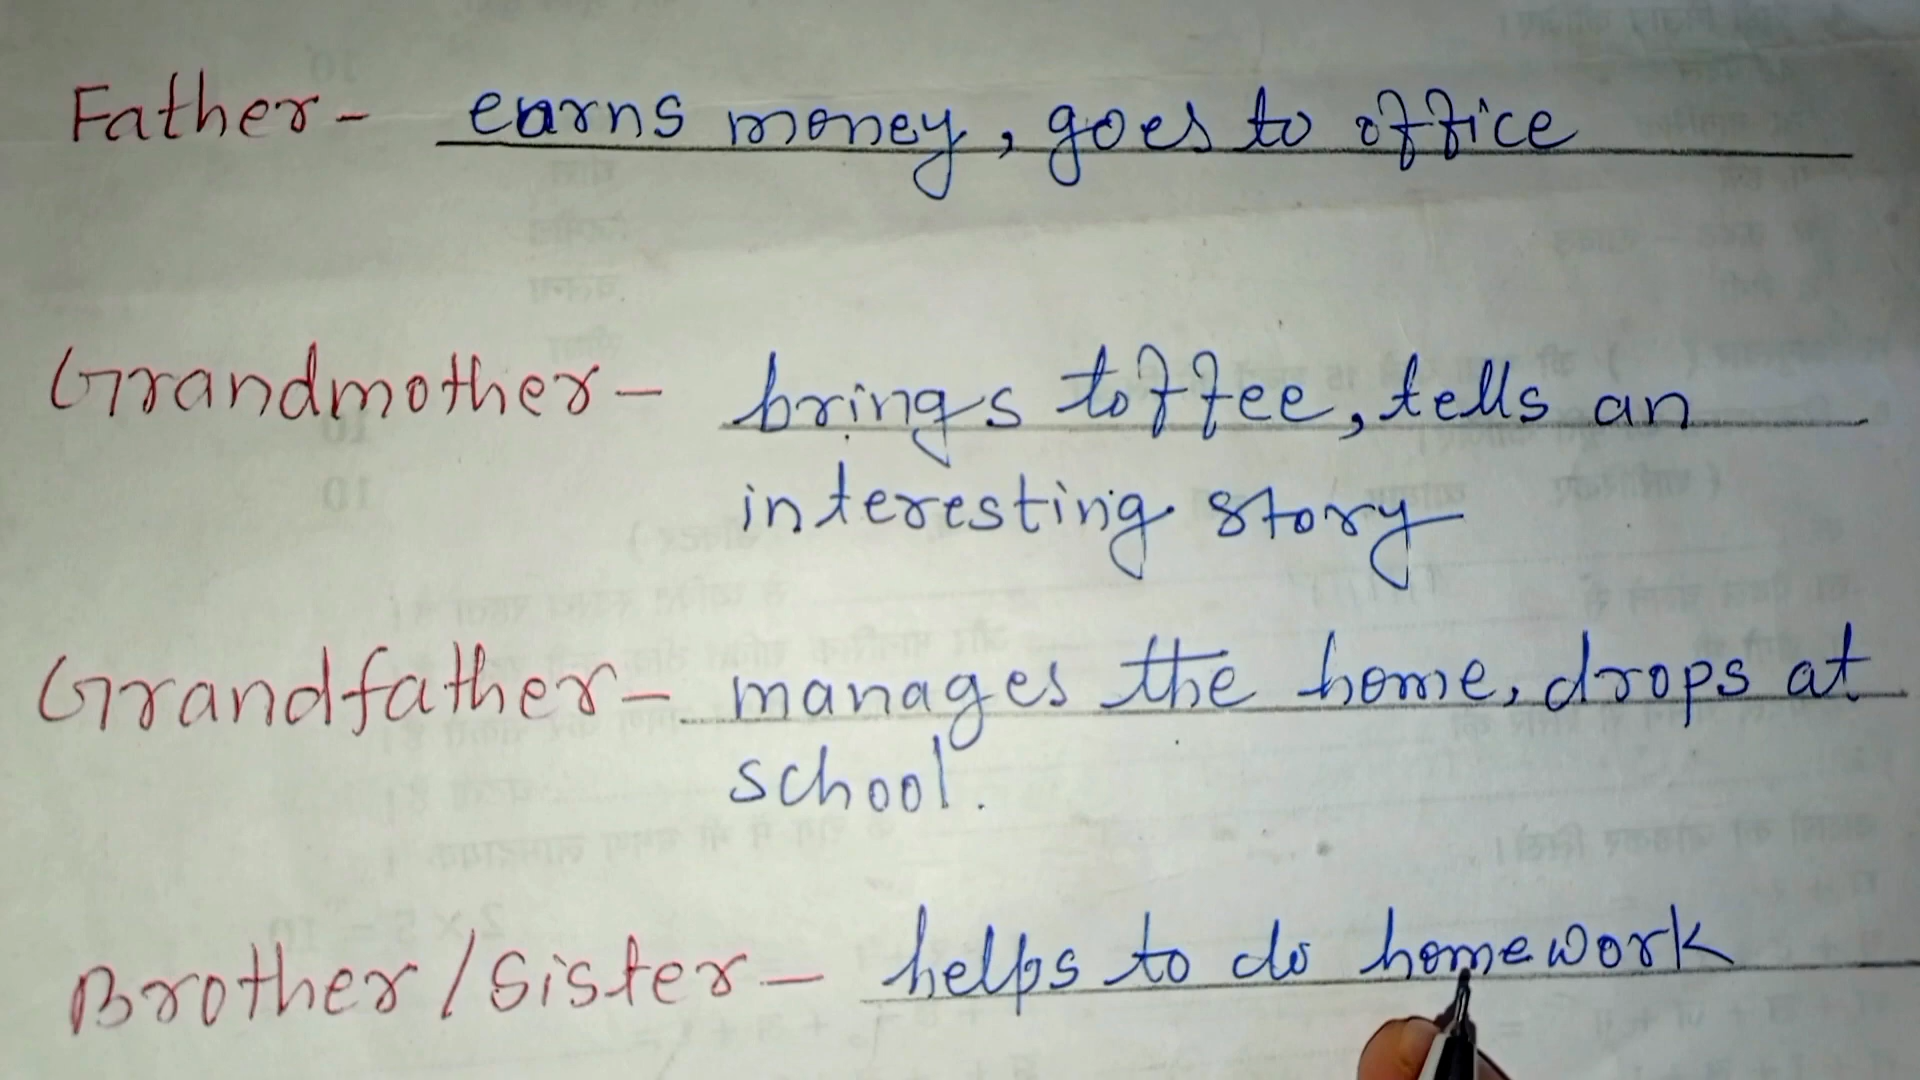 Father- earns money, goes to office
Grandmother- brings toffee, tells an
interesting story
Grandfather- manages the home, drops at
school.
Brother/Sister- helps to do homework